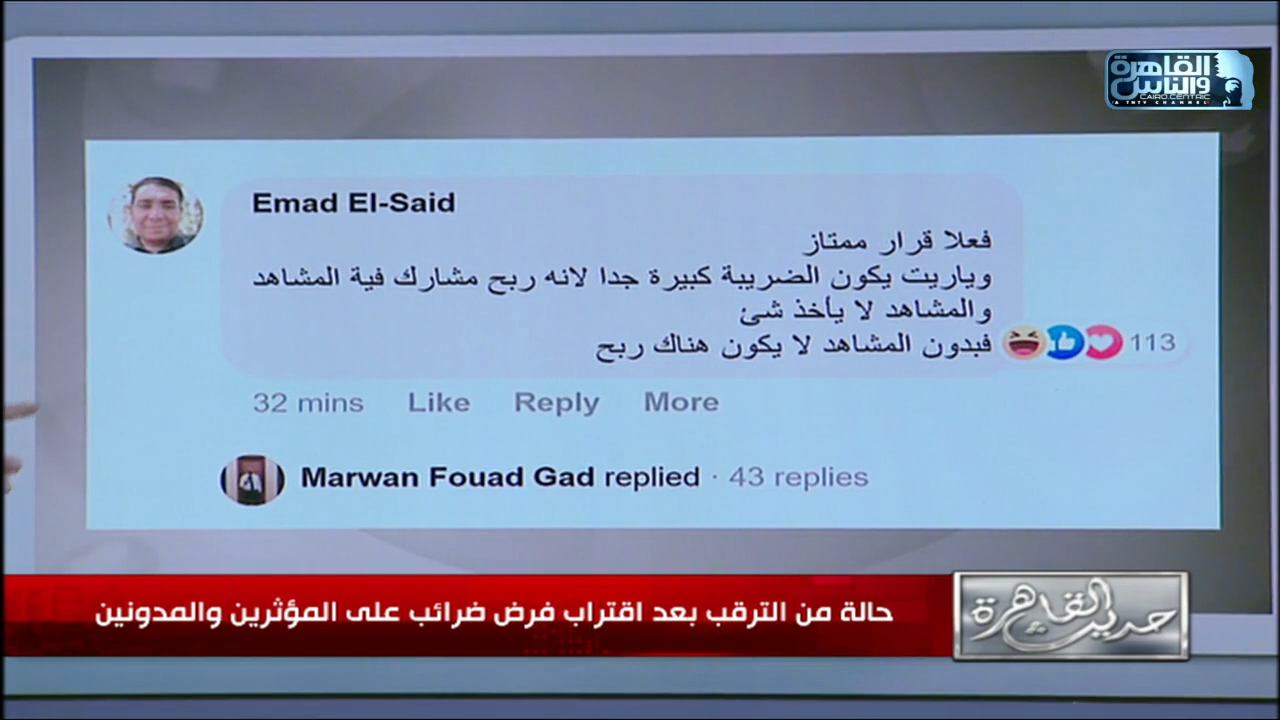 القاهرة
والناس
CAIRO.CENTRIC
A TNTV CHANNEL
Emad El-Said
فعلا قرار ممتاز
وياريت يكون الضريبة كبيرة جدا لانه ربح مشارك فية المشاهد
والمشاهد لا يأخذ شئ
فبدون المشاهد لا يكون هناك ربح
113
32 mins Like Reply More
Marwan Fouad Gad replied · 43 replies
حديث القاهرة
حالة من الترقب بعد اقتراب فرض ضرائب على المؤثرين والمدونين